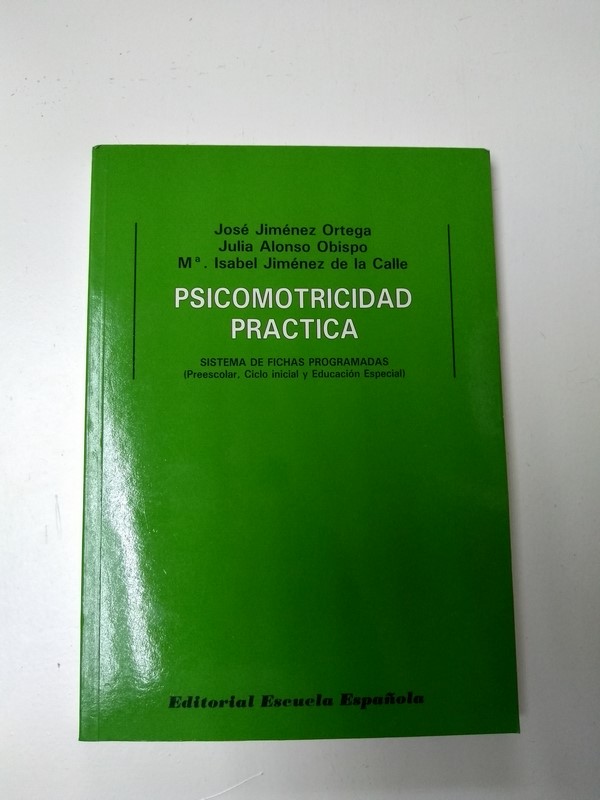 José Jiménez Ortega
Julia Alonso Obispo
Mª. Isabel Jiménez de la Calle
PSICOMOTRICIDAD
PRACTICA
SISTEMA DE FICHAS PROGRAMADAS
(Preescolar, Ciclo inicial y Educación Especial)
Editorial Escuela Española